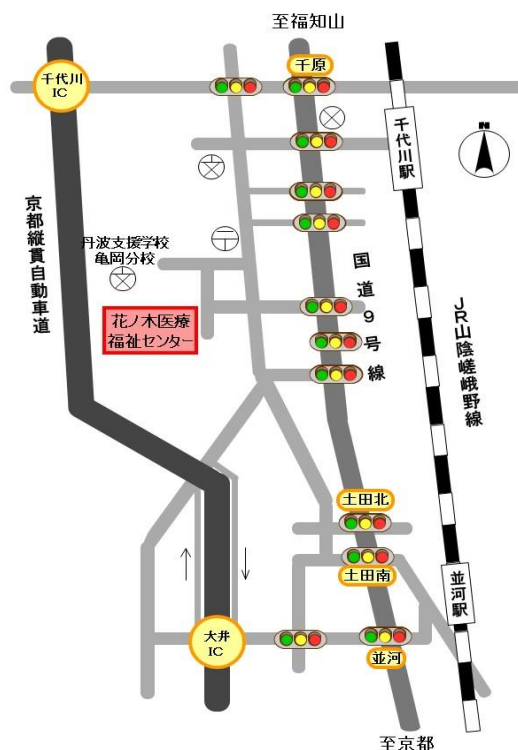 至福知山
千原
千代川
IC
千代川駅
京都縦貫自動車道
丹波支援学校
亀岡分校
国道9号線
JR山陰嵯峨野線
花ノ木医療
福祉センター
土田北
土田南
並河駅
大井
IC
並河
至京都